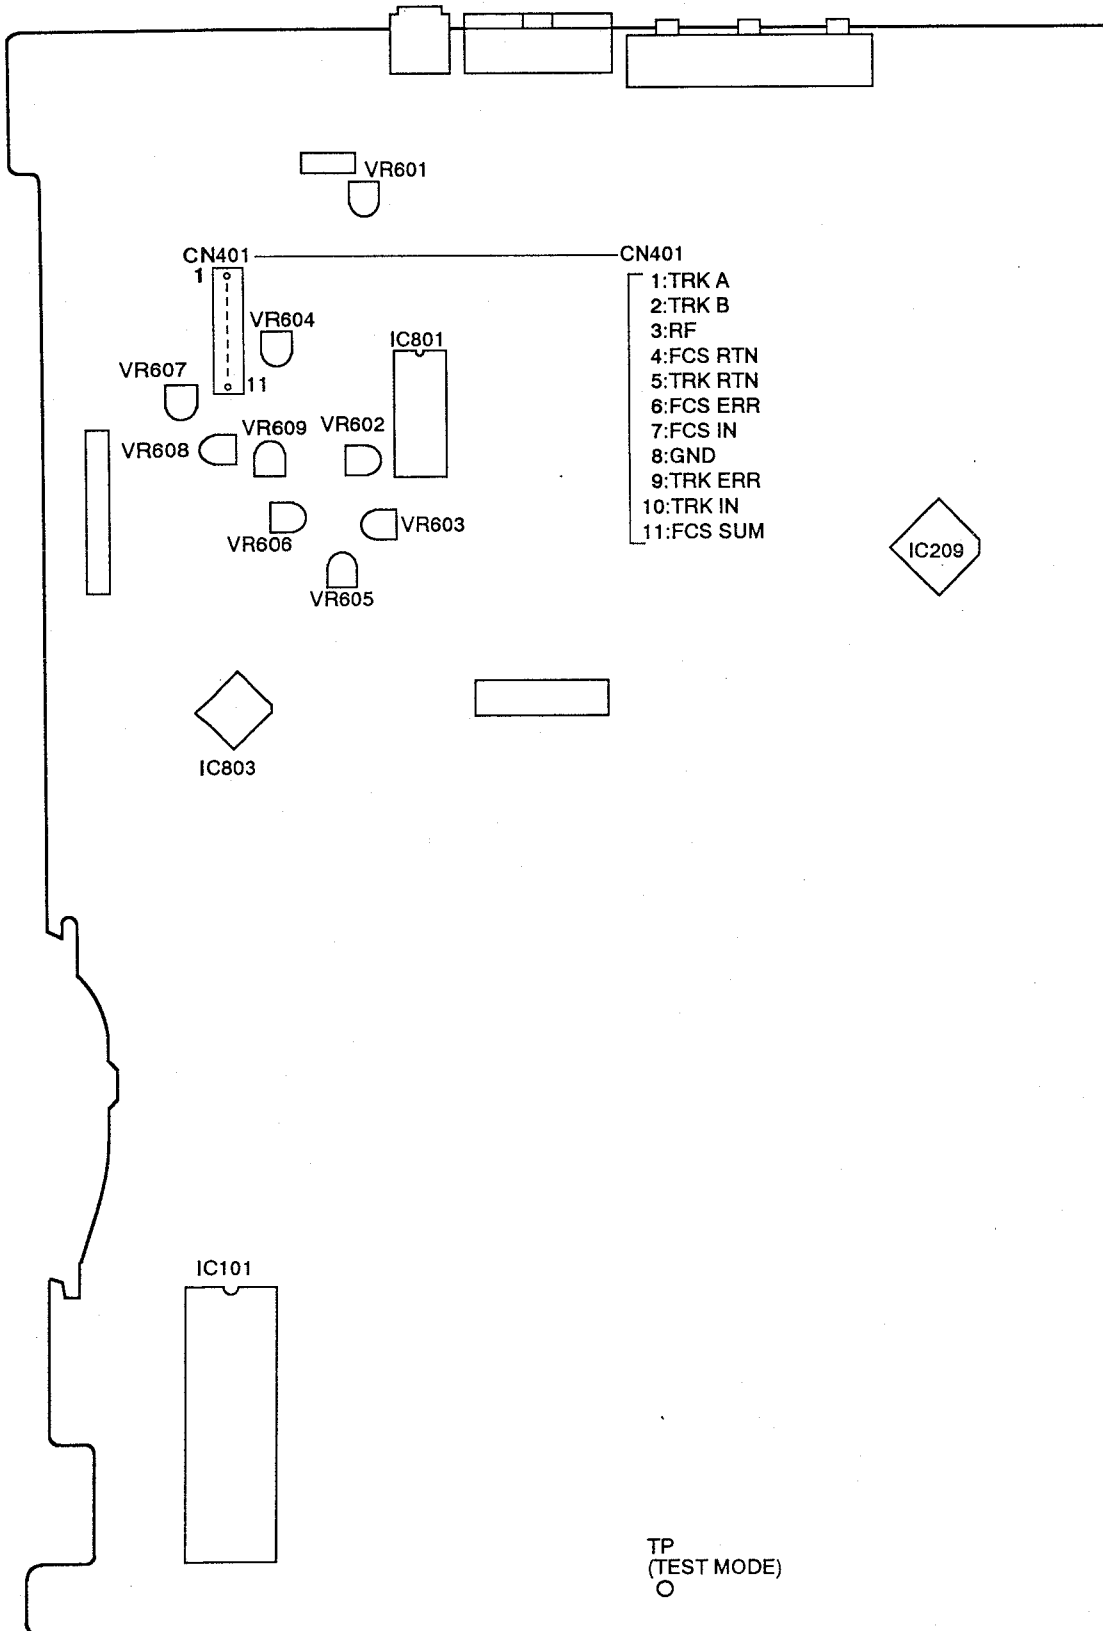 VR601
CN401
CN401
1
11
1:TRK A
2:TRK B
3:RF
4:FCS RTN
5:TRK RTN
6:FCS ERR
7:FCS IN
8:GND
9:TRK ERR
10:TRK IN
11:FCS SUM
VR604
IC801
VR607
VR609
VR602
VR608
VR606
VR603
VR605
IC209
IC803
IC101
TP
(TEST MODE)